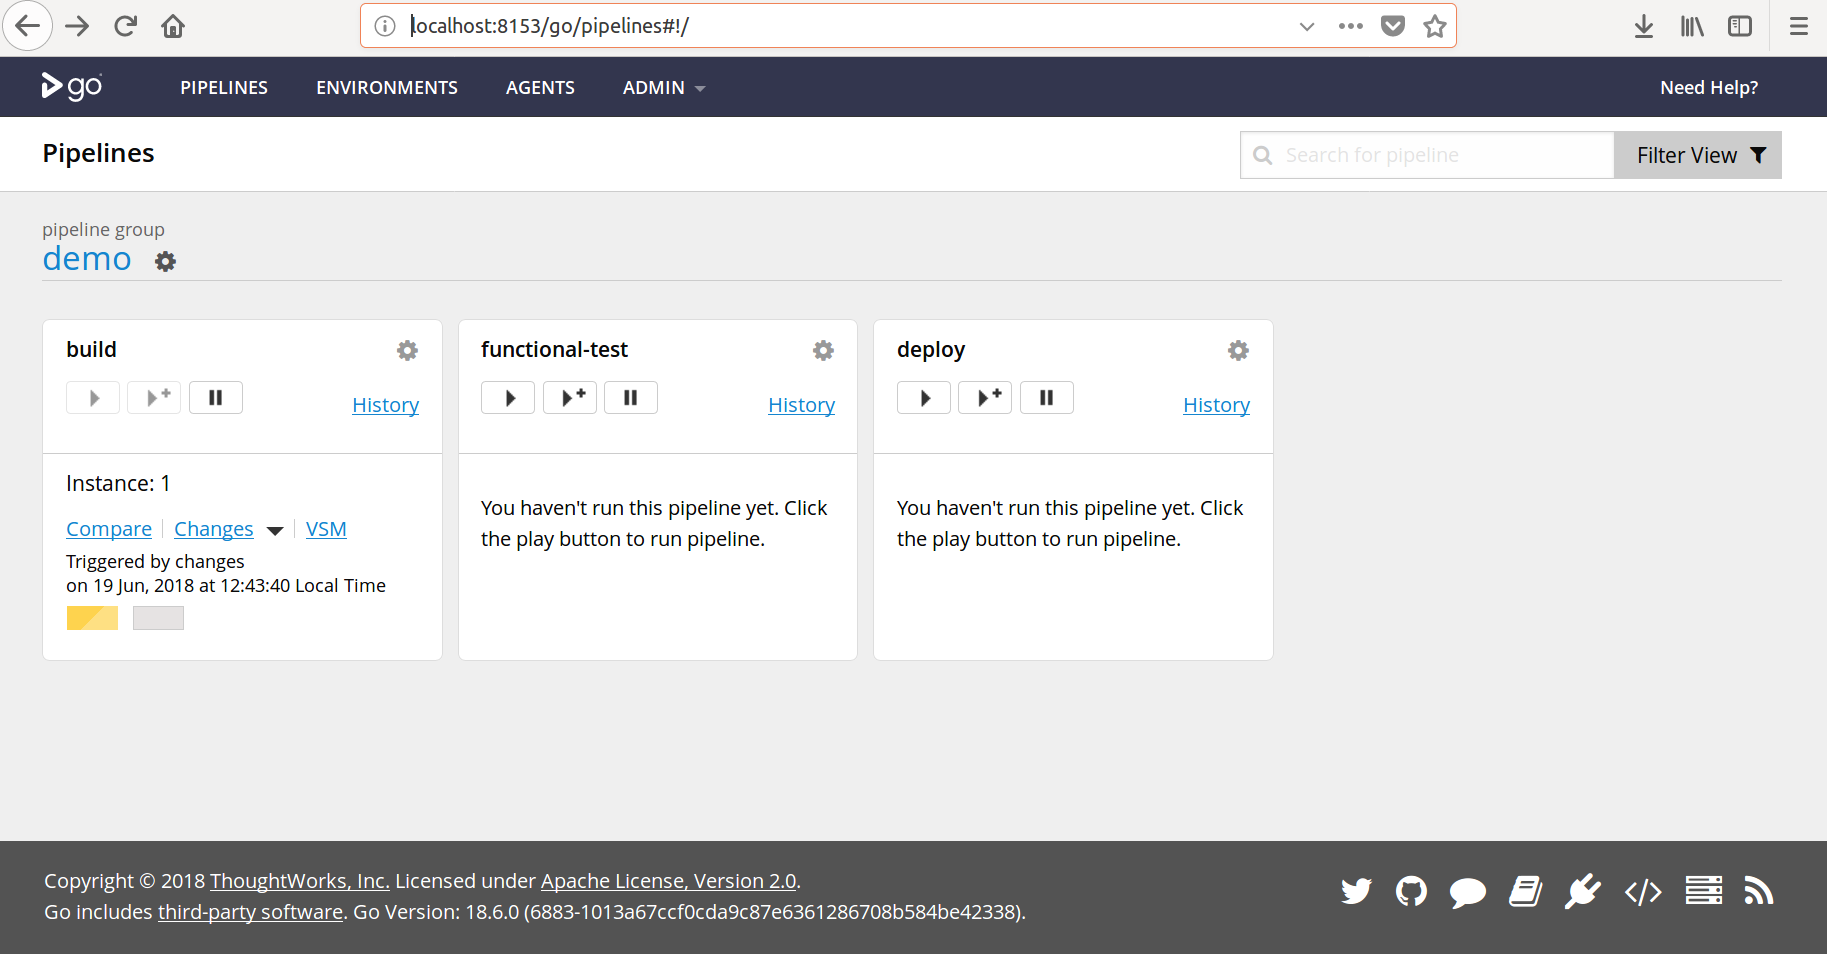 localhost:8153/go/pipelines#!/
go PIPELINES ENVIRONMENTS AGENTS ADMIN Need Help?
Pipelines Search for pipeline Filter View
pipeline group
demo
build functional-test deploy
History History History
Instance: 1
Compare Changes VSM
Triggered by changes
on 19 Jun, 2018 at 12:43:40 Local Time
You haven't run this pipeline yet. Click
the play button to run pipeline.
You haven't run this pipeline yet. Click
the play button to run pipeline.
Copyright © 2018 ThoughtWorks, Inc. Licensed under Apache License, Version 2.0.
Go includes third-party software. Go Version: 18.6.0 (6883-1013a67ccf0cda9c87e6361286708b584be42338).